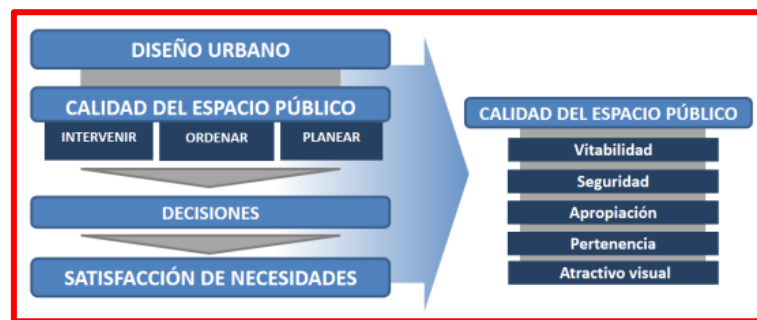 DISEÑO URBANO
CALIDAD DEL ESPACIO PÚBLICO
INTERVENIR
ORDENAR
PLANEAR
DECISIONES
SATISFACCIÓN DE NECESIDADES
CALIDAD DEL ESPACIO PÚBLICO
Vitabilidad
Seguridad
Apropiación
Pertenencia
Atractivo visual